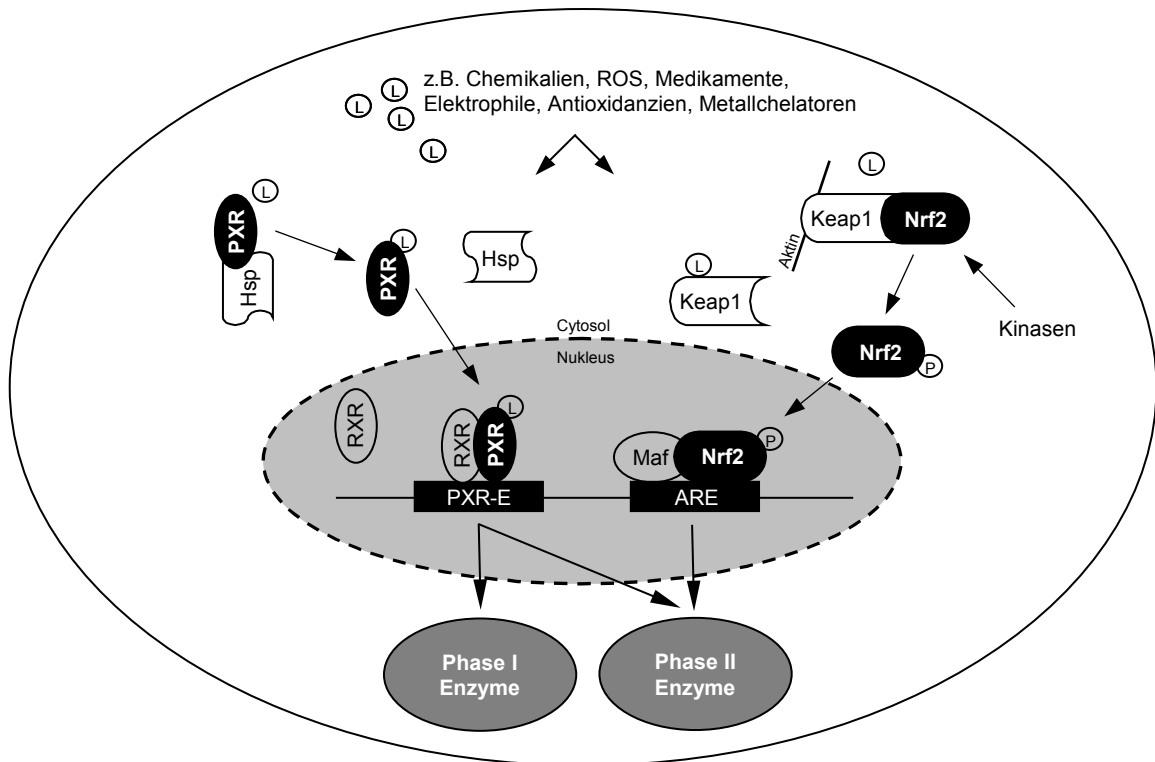 z.B. Chemikalien, ROS, Medikamente,
Elektrophile, Antioxidanzien, Metallchelatoren
L
L
L
L
L
PXR
Hsp
L
PXR
Hsp
L
Keap1
Nrf2
Aktin
L
Keap1
Kinasen
Nrf2
P
Cytosol
Nukleus
RXR
L
RXR
PXR
P
Maf
Nrf2
PXR-E
ARE
Phase I
Enzyme
Phase II
Enzyme